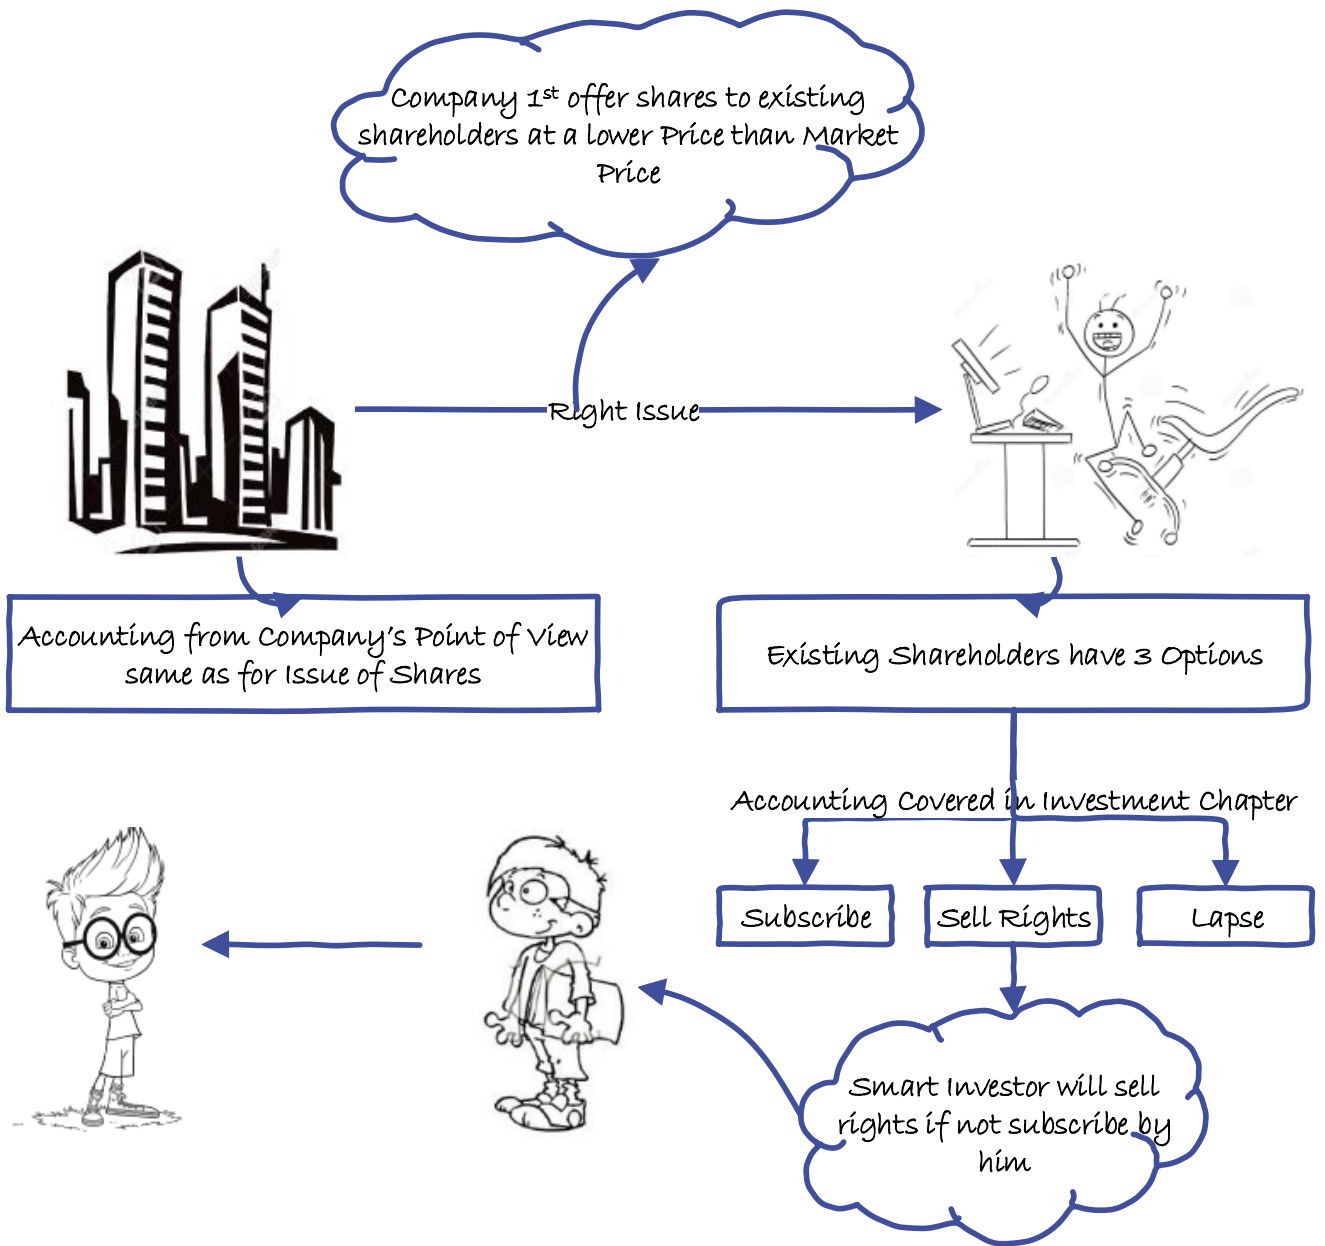 Company 1st offer shares to existing
shareholders at a lower Price than Market
Price
Right Issue
Accounting from Company's Point of View
same as for Issue of Shares
Existing Shareholders have 3 Options
Accounting Covered in Investment Chapter
Subscribe
Sell Rights
Lapse
Smart Investor will sell
rights if not subscribe by
him